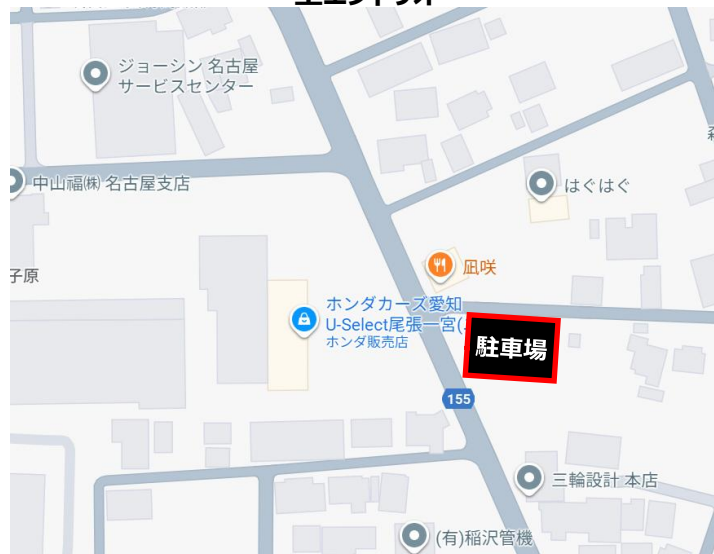 ジョーシン 名古屋
サービスセンター
中山福㈱ 名古屋支店
はぐはぐ
凪咲
子原
ホンダカーズ愛知
U-Select尾張一宮(
ホンダ販売店
駐車場
155
三輪設計 本店
(有)稲沢管機